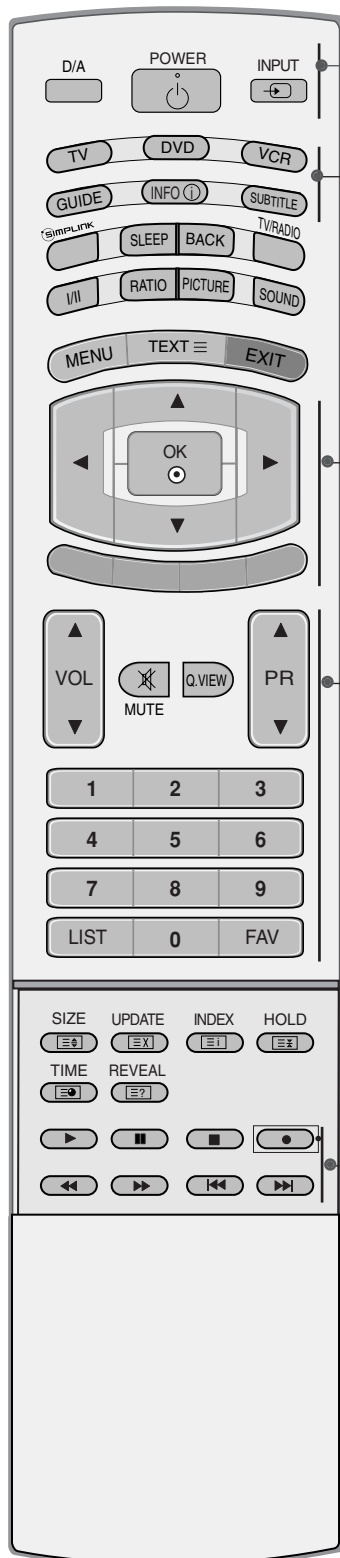 D/A POWER INPUT
TV DVD VCR
GUIDE INFO i SUBTITLE
SIMPLINK SLEEP BACK TV/RADIO
I/II RATIO PICTURE SOUND
MENU TEXT EXIT
OK
VOL MUTE Q.VIEW PR
1 2 3
4 5 6
7 8 9
LIST 0 FAV
SIZE UPDATE INDEX HOLD
TIME REVEAL